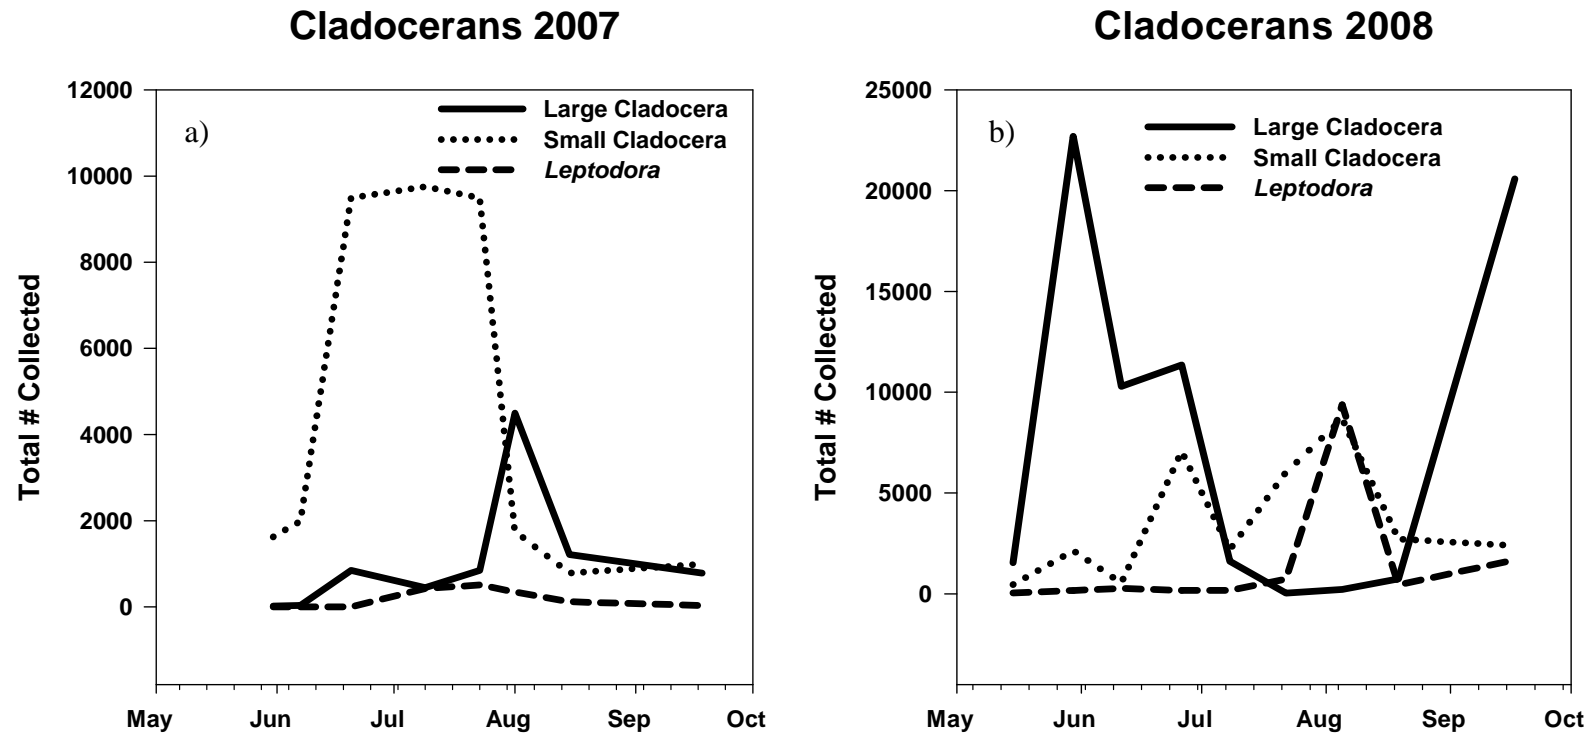 Cladocerans 2007
12000
10000
8000
6000
4000
2000
0
Total # Collected
a)
Large Cladocera
Small Cladocera
Leptodora
May Jun Jul Aug Sep Oct
Cladocerans 2008
25000
20000
15000
10000
5000
0
Total # Collected
b)
Large Cladocera
Small Cladocera
Leptodora
May Jun Jul Aug Sep Oct